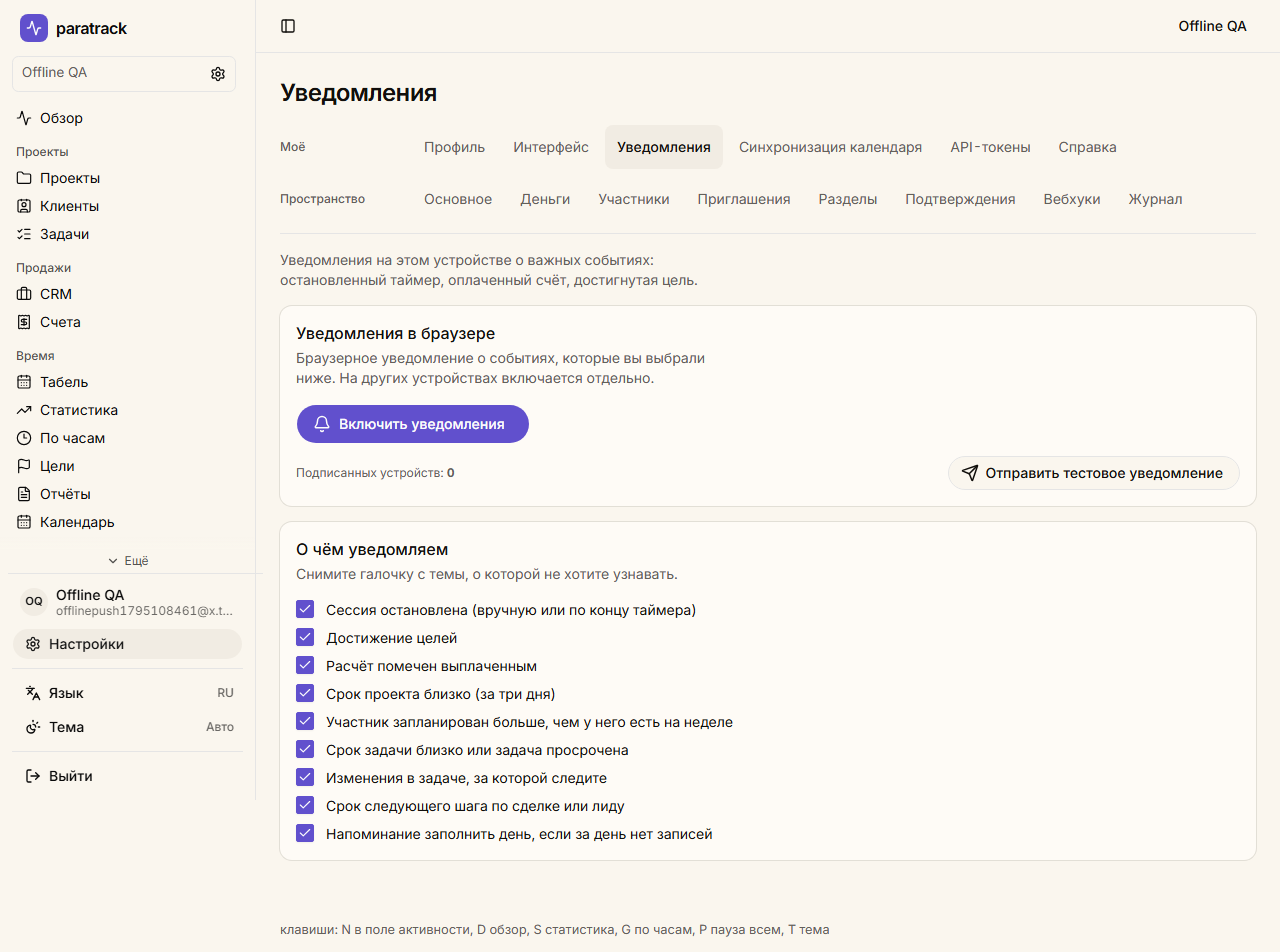 paratrack
Offline QA
Обзор
Проекты
Проекты
Клиенты
Задачи
Продажи
CRM
Счета
Время
Табель
Статистика
По часам
Цели
Отчёты
Календарь
Ещё
OQ
Offline QA
offlinepush1795108461@x.t...
Настройки
Язык RU
Тема Авто
Выйти
Offline QA
Уведомления
Моё Профиль Интерфейс Уведомления Синхронизация календаря API-токены Справка
Пространство Основное Деньги Участники Приглашения Разделы Подтверждения Вебхуки Журнал
Уведомления на этом устройстве о важных событиях:
остановленный таймер, оплаченный счёт, достигнутая цель.
Уведомления в браузере
Браузерное уведомление о событиях, которые вы выбрали
ниже. На других устройствах включается отдельно.
Включить уведомления
Подписанных устройств: 0
Отправить тестовое уведомление
О чём уведомляем
Снимите галочку с темы, о которой не хотите узнавать.
Сессия остановлена (вручную или по концу таймера)
Достижение целей
Расчёт помечен выплаченным
Срок проекта близко (за три дня)
Участник запланирован больше, чем у него есть на неделе
Срок задачи близко или задача просрочена
Изменения в задаче, за которой следите
Срок следующего шага по сделке или лиду
Напоминание заполнить день, если за день нет записей
клавиши: N в поле активности, D обзор, S статистика, G по часам, P пауза всем, T тема